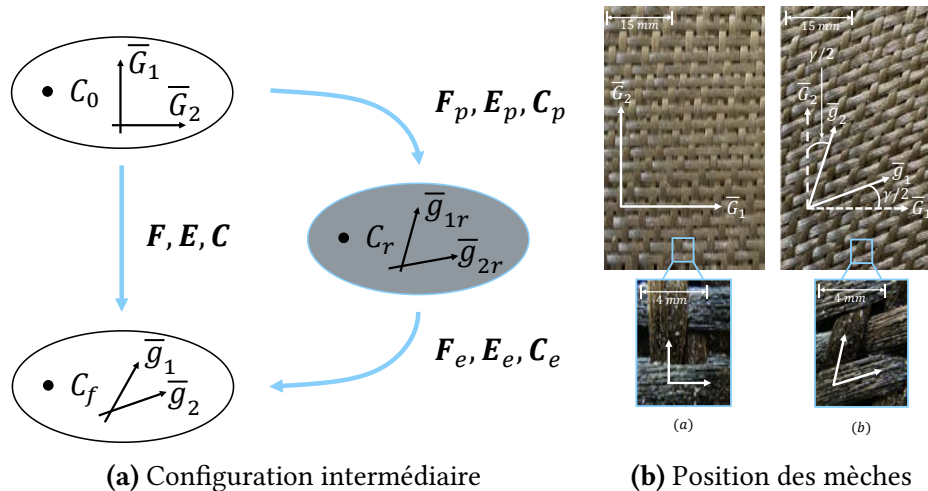 (a)
C₀
G̅₁
G̅₂
F, E, C
Fₚ, Eₚ, Cₚ
Cᵣ
g̅₁ᵣ
g̅₂ᵣ
Fₑ, Eₑ, Cₑ
C_f
g̅₁
g̅₂
(a) Configuration intermédiaire
(b)
15 mm
G̅₂
G̅₁
4 mm
(a)
15 mm
γ/2
G̅₂
g̅₂
g̅₁
γ/2
G̅₁
4 mm
(b)
(b) Position des mèches